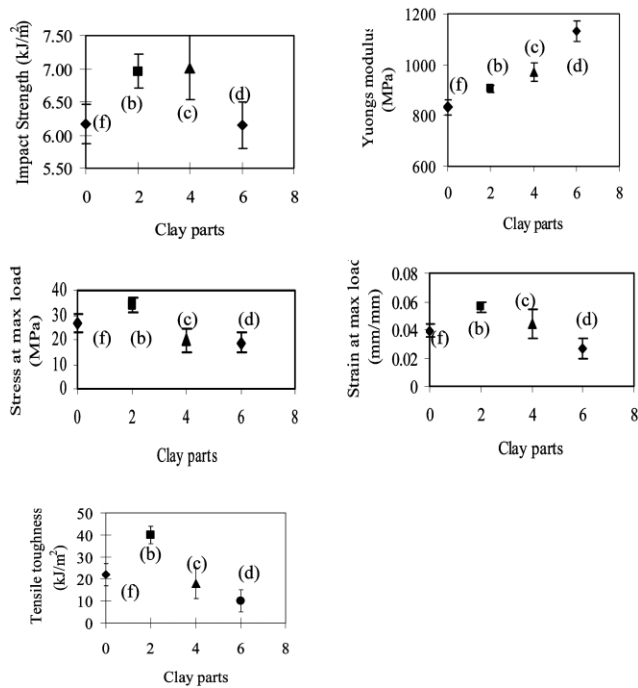 Impact Strength (kJ/m²)
7.50
7.00
6.50
6.00
5.50
(f)
(b)
(c)
(d)
0 2 4 6 8
Clay parts
Yuongs modulus
(MPa)
1200
1000
800
600
(f)
(b)
(c)
(d)
0 2 4 6 8
Clay parts
Stress at max load
(MPa)
40
30
20
10
0
(f)
(b)
(c)
(d)
0 2 4 6 8
Clay parts
Strain at max load
(mm/mm)
0.08
0.06
0.04
0.02
0
(f)
(b)
(c)
(d)
0 2 4 6 8
Clay parts
Tensile toughness
(kJ/m²)
50
40
30
20
10
0
(f)
(b)
(c)
(d)
0 2 4 6 8
Clay parts